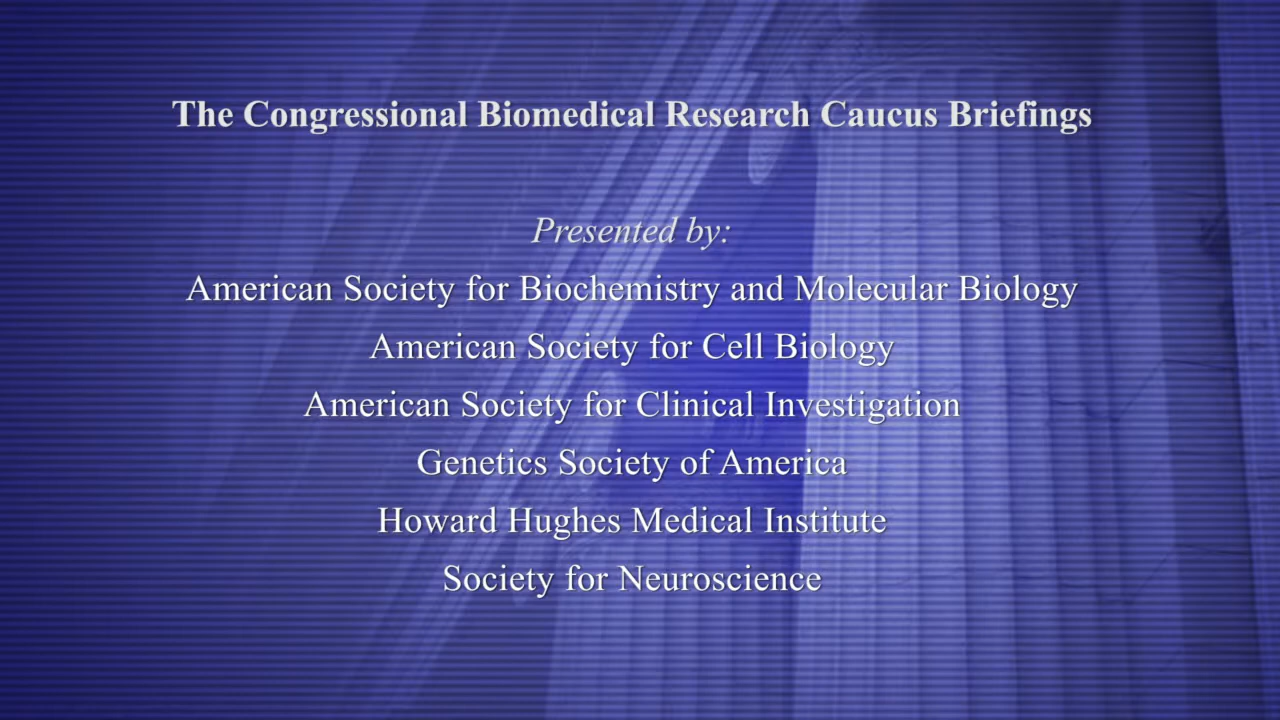 The Congressional Biomedical Research Caucus Briefings
Presented by:
American Society for Biochemistry and Molecular Biology
American Society for Cell Biology
American Society for Clinical Investigation
Genetics Society of America
Howard Hughes Medical Institute
Society for Neuroscience